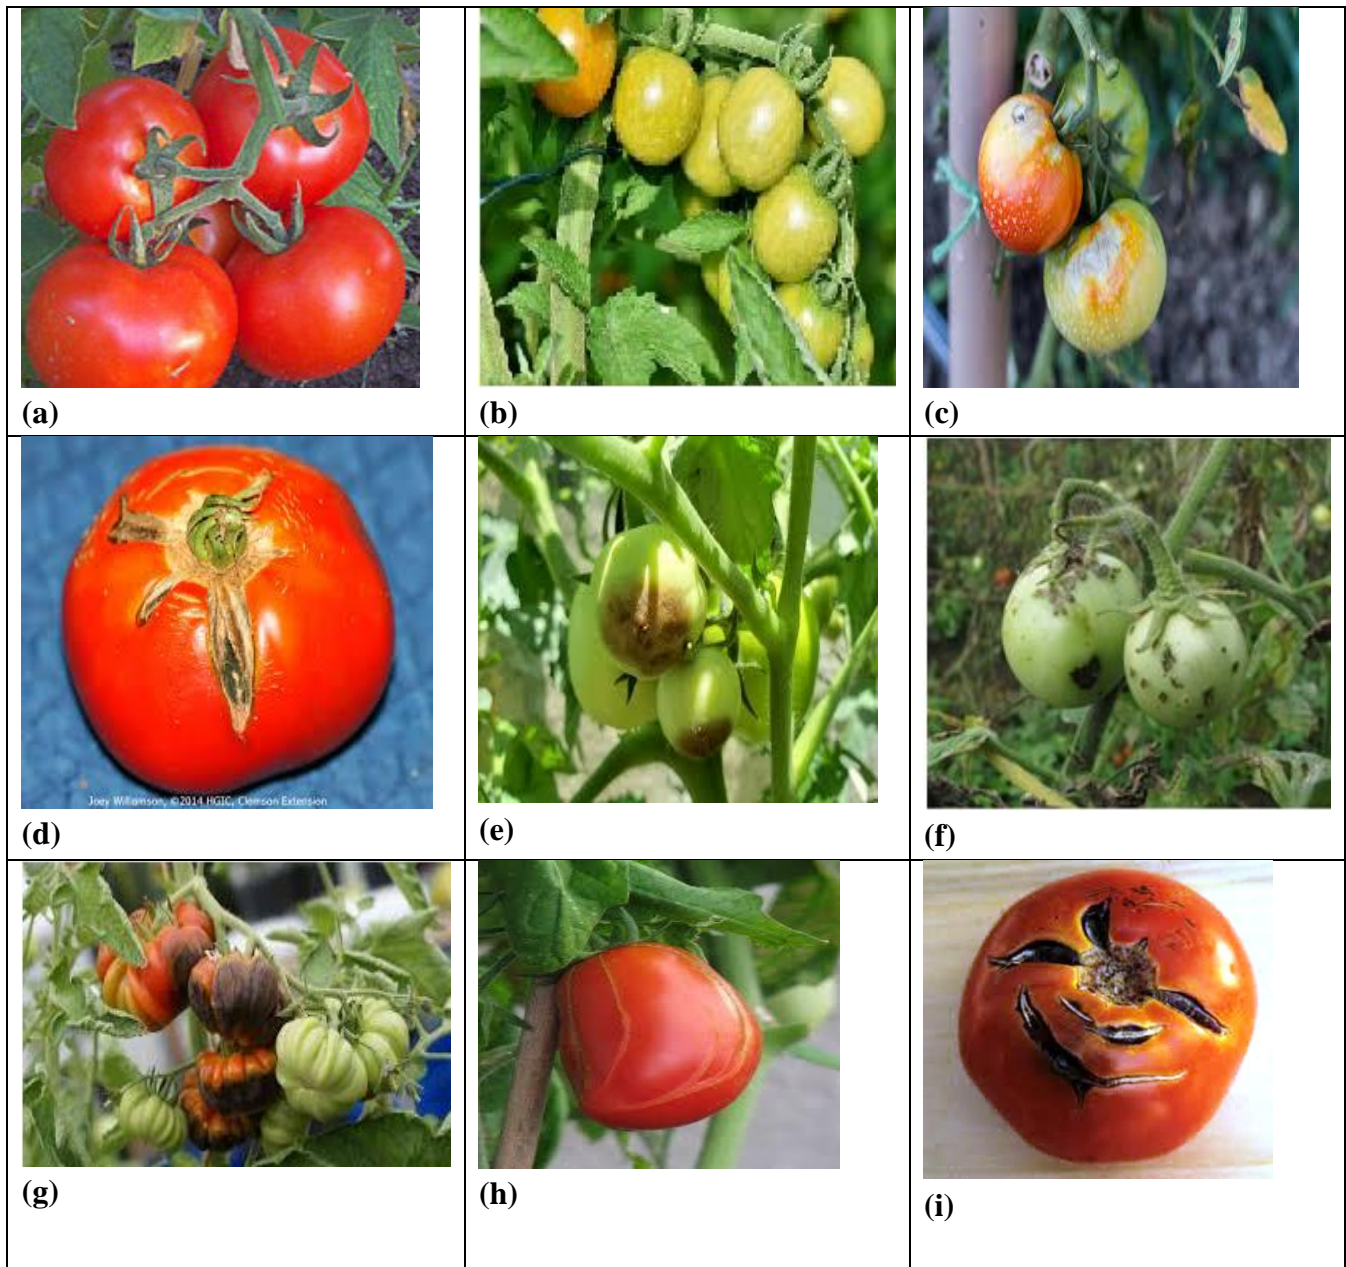 (a)
(b)
(c)
Joey Williamson, ©2014 HGIC, Clemson Extension
(d)
(e)
(f)
(g)
(h)
(i)